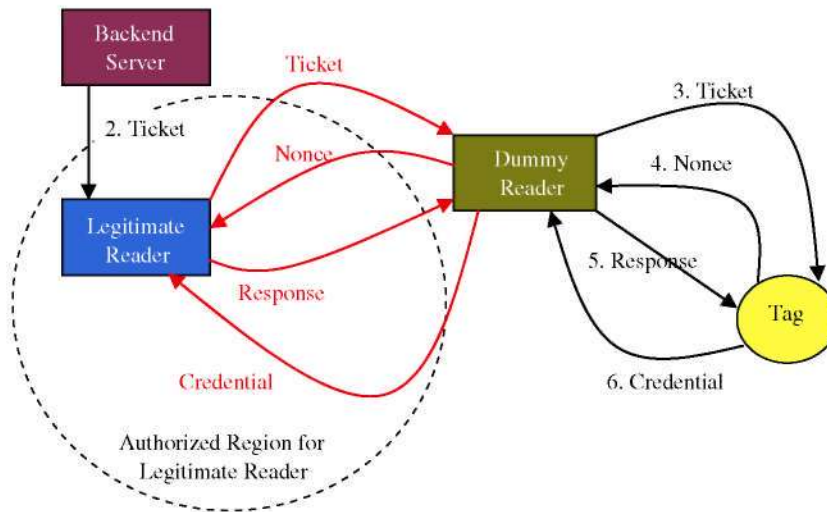 Backend
Server
Ticket
3. Ticket
2. Ticket
Nonce
Dummy
Reader
4. Nonce
Legitimate
Reader
Response
5. Response
Tag
Credential
6. Credential
Authorized Region for
Legitimate Reader